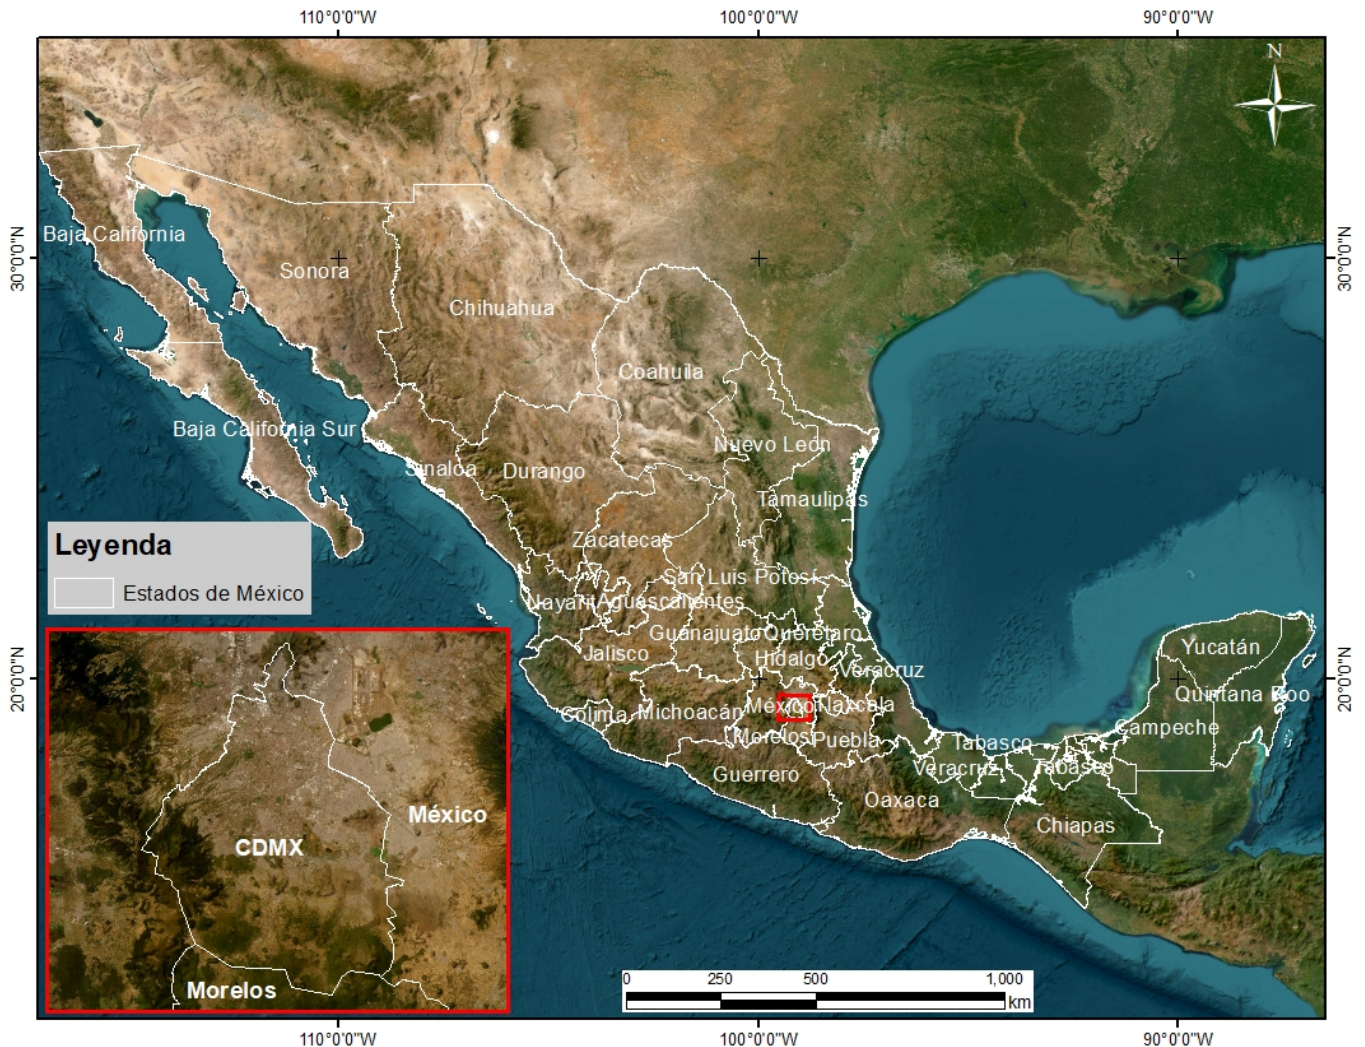 110°0'0"W
100°0'0"W
90°0'0"W
N
30°0'0"N
30°0'0"N
Baja California
Sonora
Chihuahua
Coahuila
Baja California Sur
Nuevo León
Sinaloa
Durango
Tamaulipas
Zacatecas
San Luis Potosí
Nayarit
Aguascalientes
Guanajuato
Querétaro
Jalisco
Hidalgo
Veracruz
Yucatán
20°0'0"N
20°0'0"N
Quintana Roo
Colima
Michoacán
México
Tlaxcala
Campeche
Morelos
Puebla
Tabasco
Guerrero
Veracruz
Tabasco
Oaxaca
Chiapas
Leyenda
Estados de México
México
CDMX
Morelos
0
250
500
1,000
km
110°0'0"W
100°0'0"W
90°0'0"W